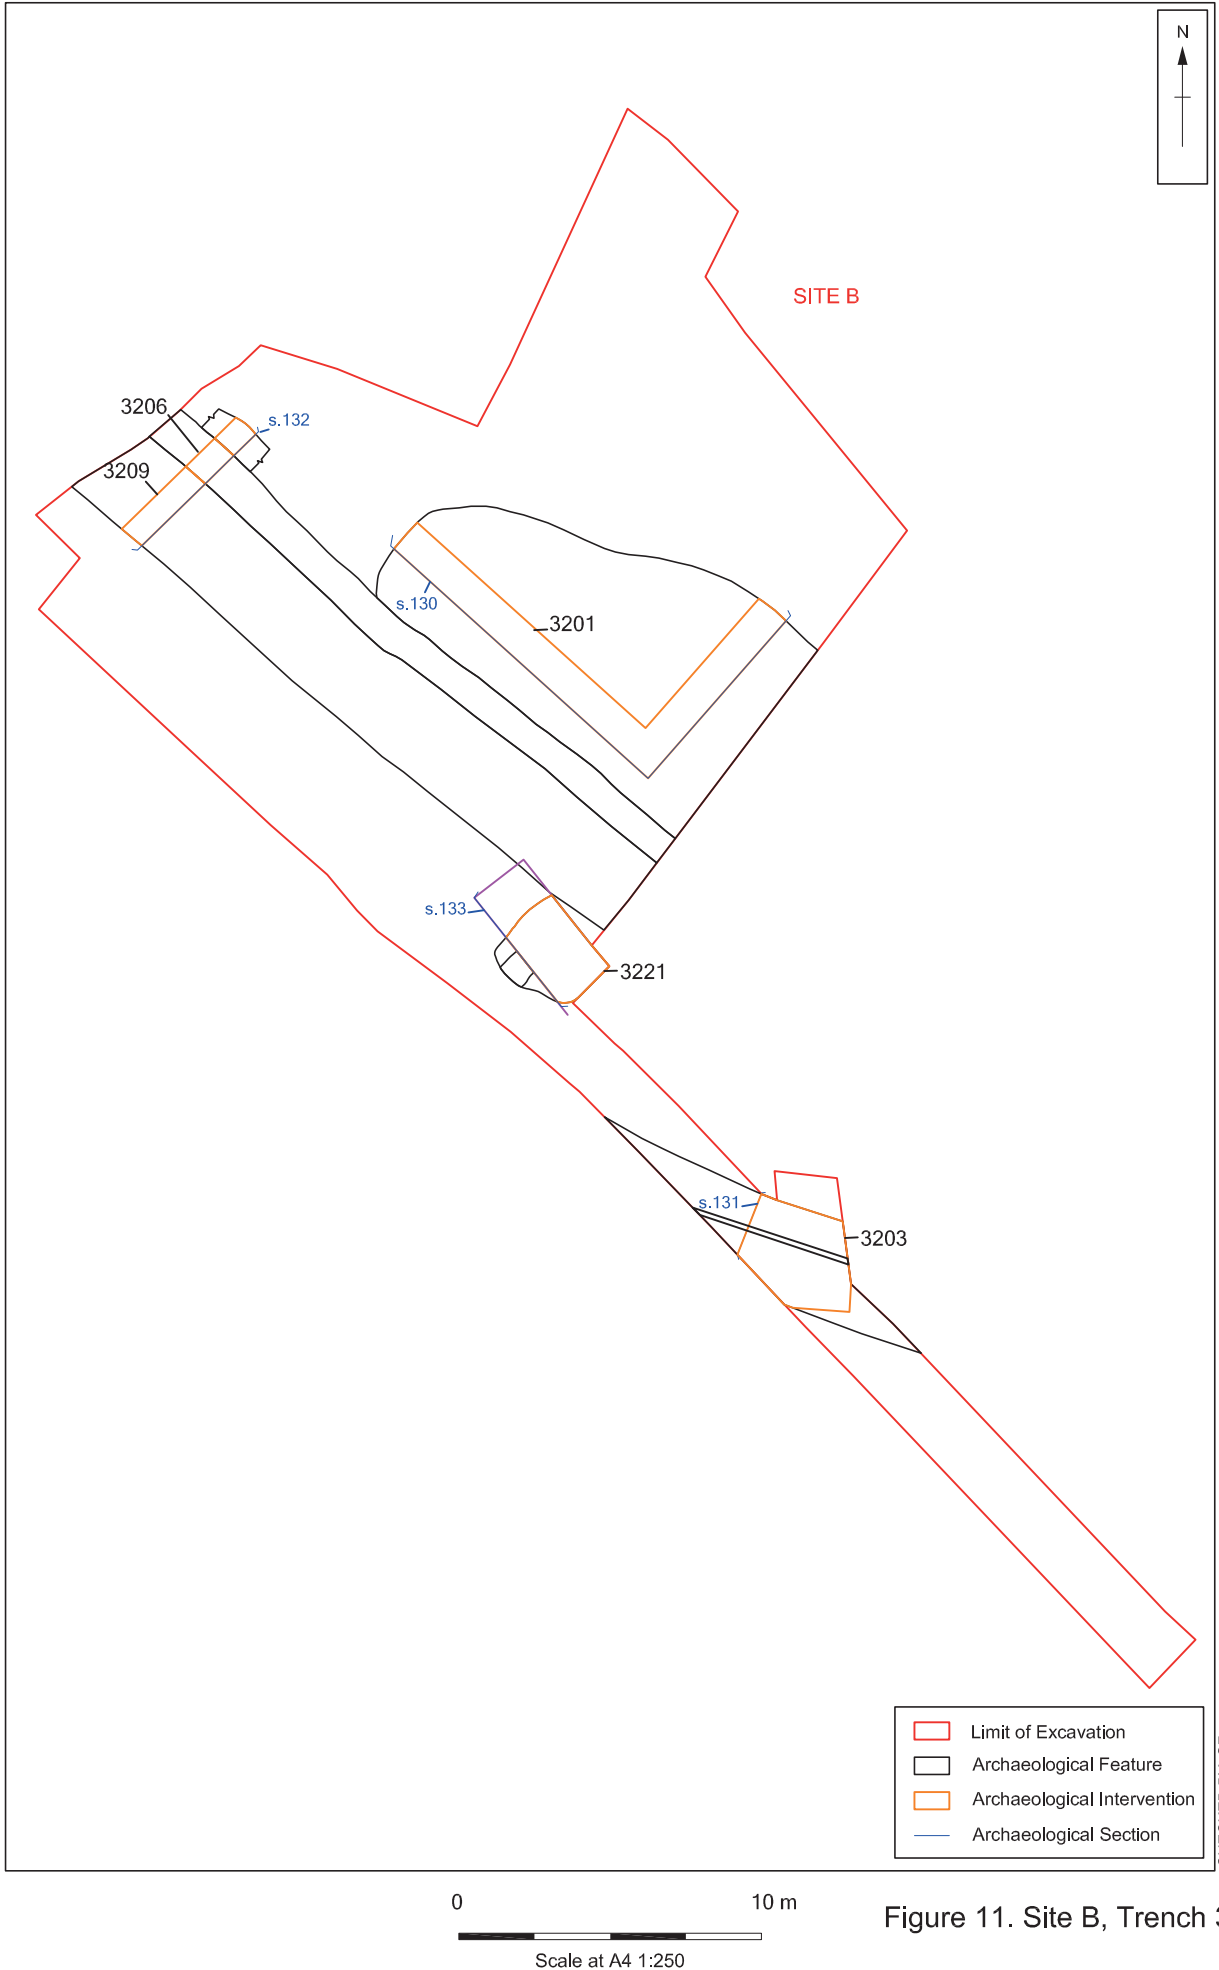 N
SITE B
3206
s.132
3209
s.130
3201
s.133
3221
s.131
3203
Limit of Excavation
Archaeological Feature
Archaeological Intervention
Archaeological Section
0 10 m
Scale at A4 1:250
Figure 11. Site B, Trench